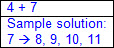 4 + 7
Sample solution:
7 → 8, 9, 10, 11